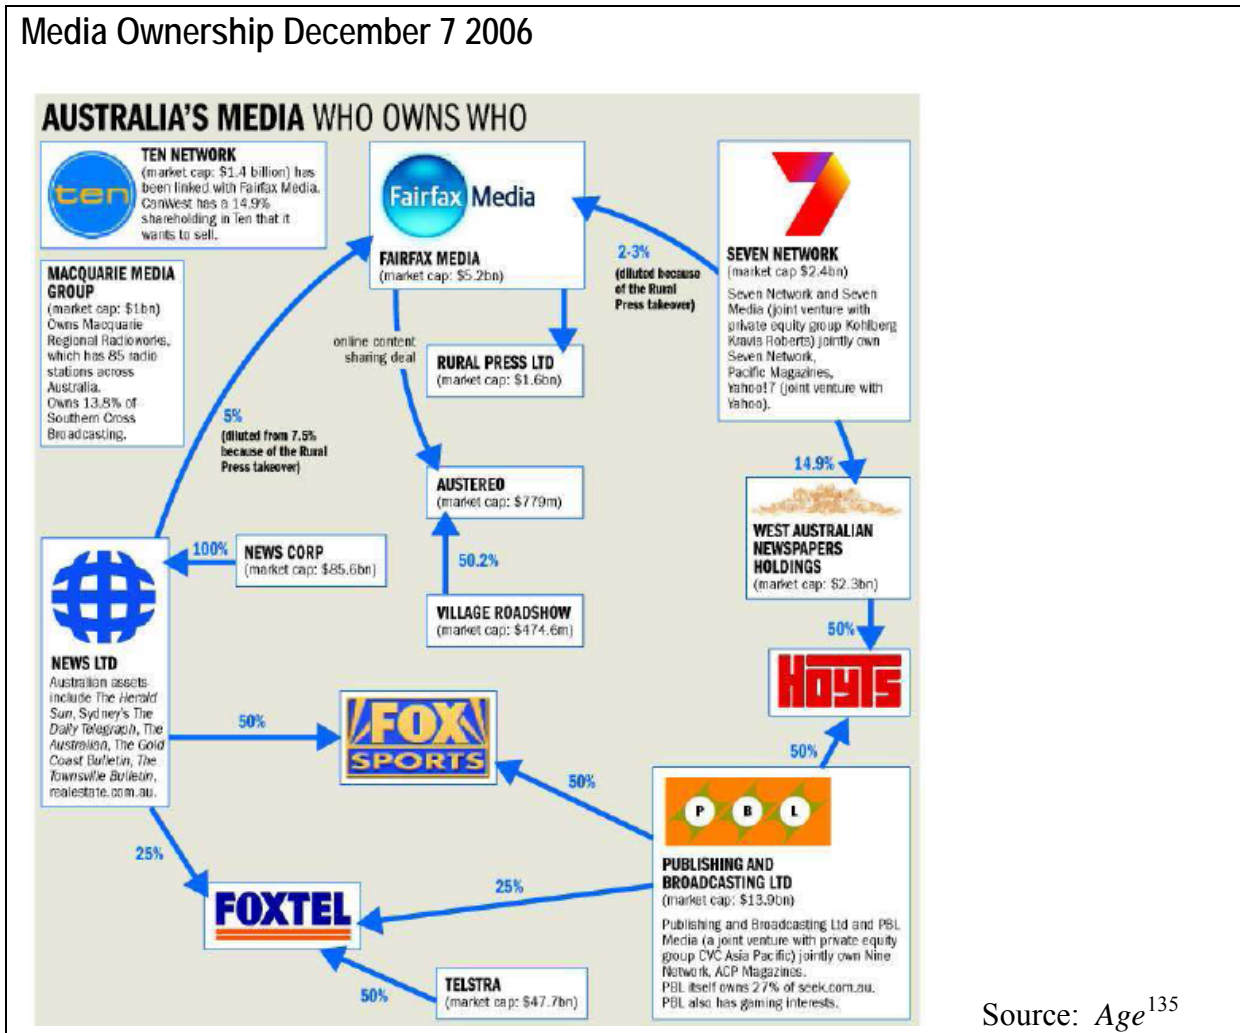 Media Ownership December 7 2006
AUSTRALIA'S MEDIA WHO OWNS WHO
ten
TEN NETWORK
(market cap: $1.4 billion) has
been linked with Fairfax Media.
CanWest has a 14.9%
shareholding in Ten that it
wants to sell.
MACQUARIE MEDIA
GROUP
(market cap: $1bn)
Owns Macquarie
Regional Radioworks,
which has 85 radio
stations across
Australia.
Owns 13.8% of
Southern Cross
Broadcasting.
Fairfax Media
FAIRFAX MEDIA
(market cap: $5.2bn)
2-3%
(diluted because
of the Rural
Press takeover)
7
SEVEN NETWORK
(market cap $2.4bn)
Seven Network and Seven
Media (joint venture with
private equity group Kohlberg
Kravis Roberts) jointly own
Seven Network,
Pacific Magazines,
Yahoo!7 (joint venture with
Yahoo).
online content
sharing deal
RURAL PRESS LTD
(market cap: $1.6bn)
5%
(diluted from 7.5%
because of the Rural
Press takeover)
14.9%
AUSTEREO
(market cap: $779m)
WEST AUSTRALIAN
NEWSPAPERS
HOLDINGS
(market cap: $2.3bn)
100%
NEWS CORP
(market cap: $85.6bn)
50.2%
VILLAGE ROADSHOW
(market cap: $474.6m)
50%
HOYTS
NEWS LTD
Australian assets
include The Herald
Sun, Sydney's The
Daily Telegraph, The
Australian, The Gold
Coast Bulletin, The
Townsville Bulletin,
realestate.com.au.
50%
FOX
SPORTS
50%
50%
P B L
PUBLISHING AND
BROADCASTING LTD
(market cap: $13.9bn)
Publishing and Broadcasting Ltd and PBL
Media (a joint venture with private equity
group CVC Asia Pacific) jointly own Nine
Network, ACP Magazines.
PBL itself owns 27% of seek.com.au.
PBL also has gaming interests.
25%
25%
FOXTEL
50%
TELSTRA
(market cap: $47.7bn)
Source: Age135